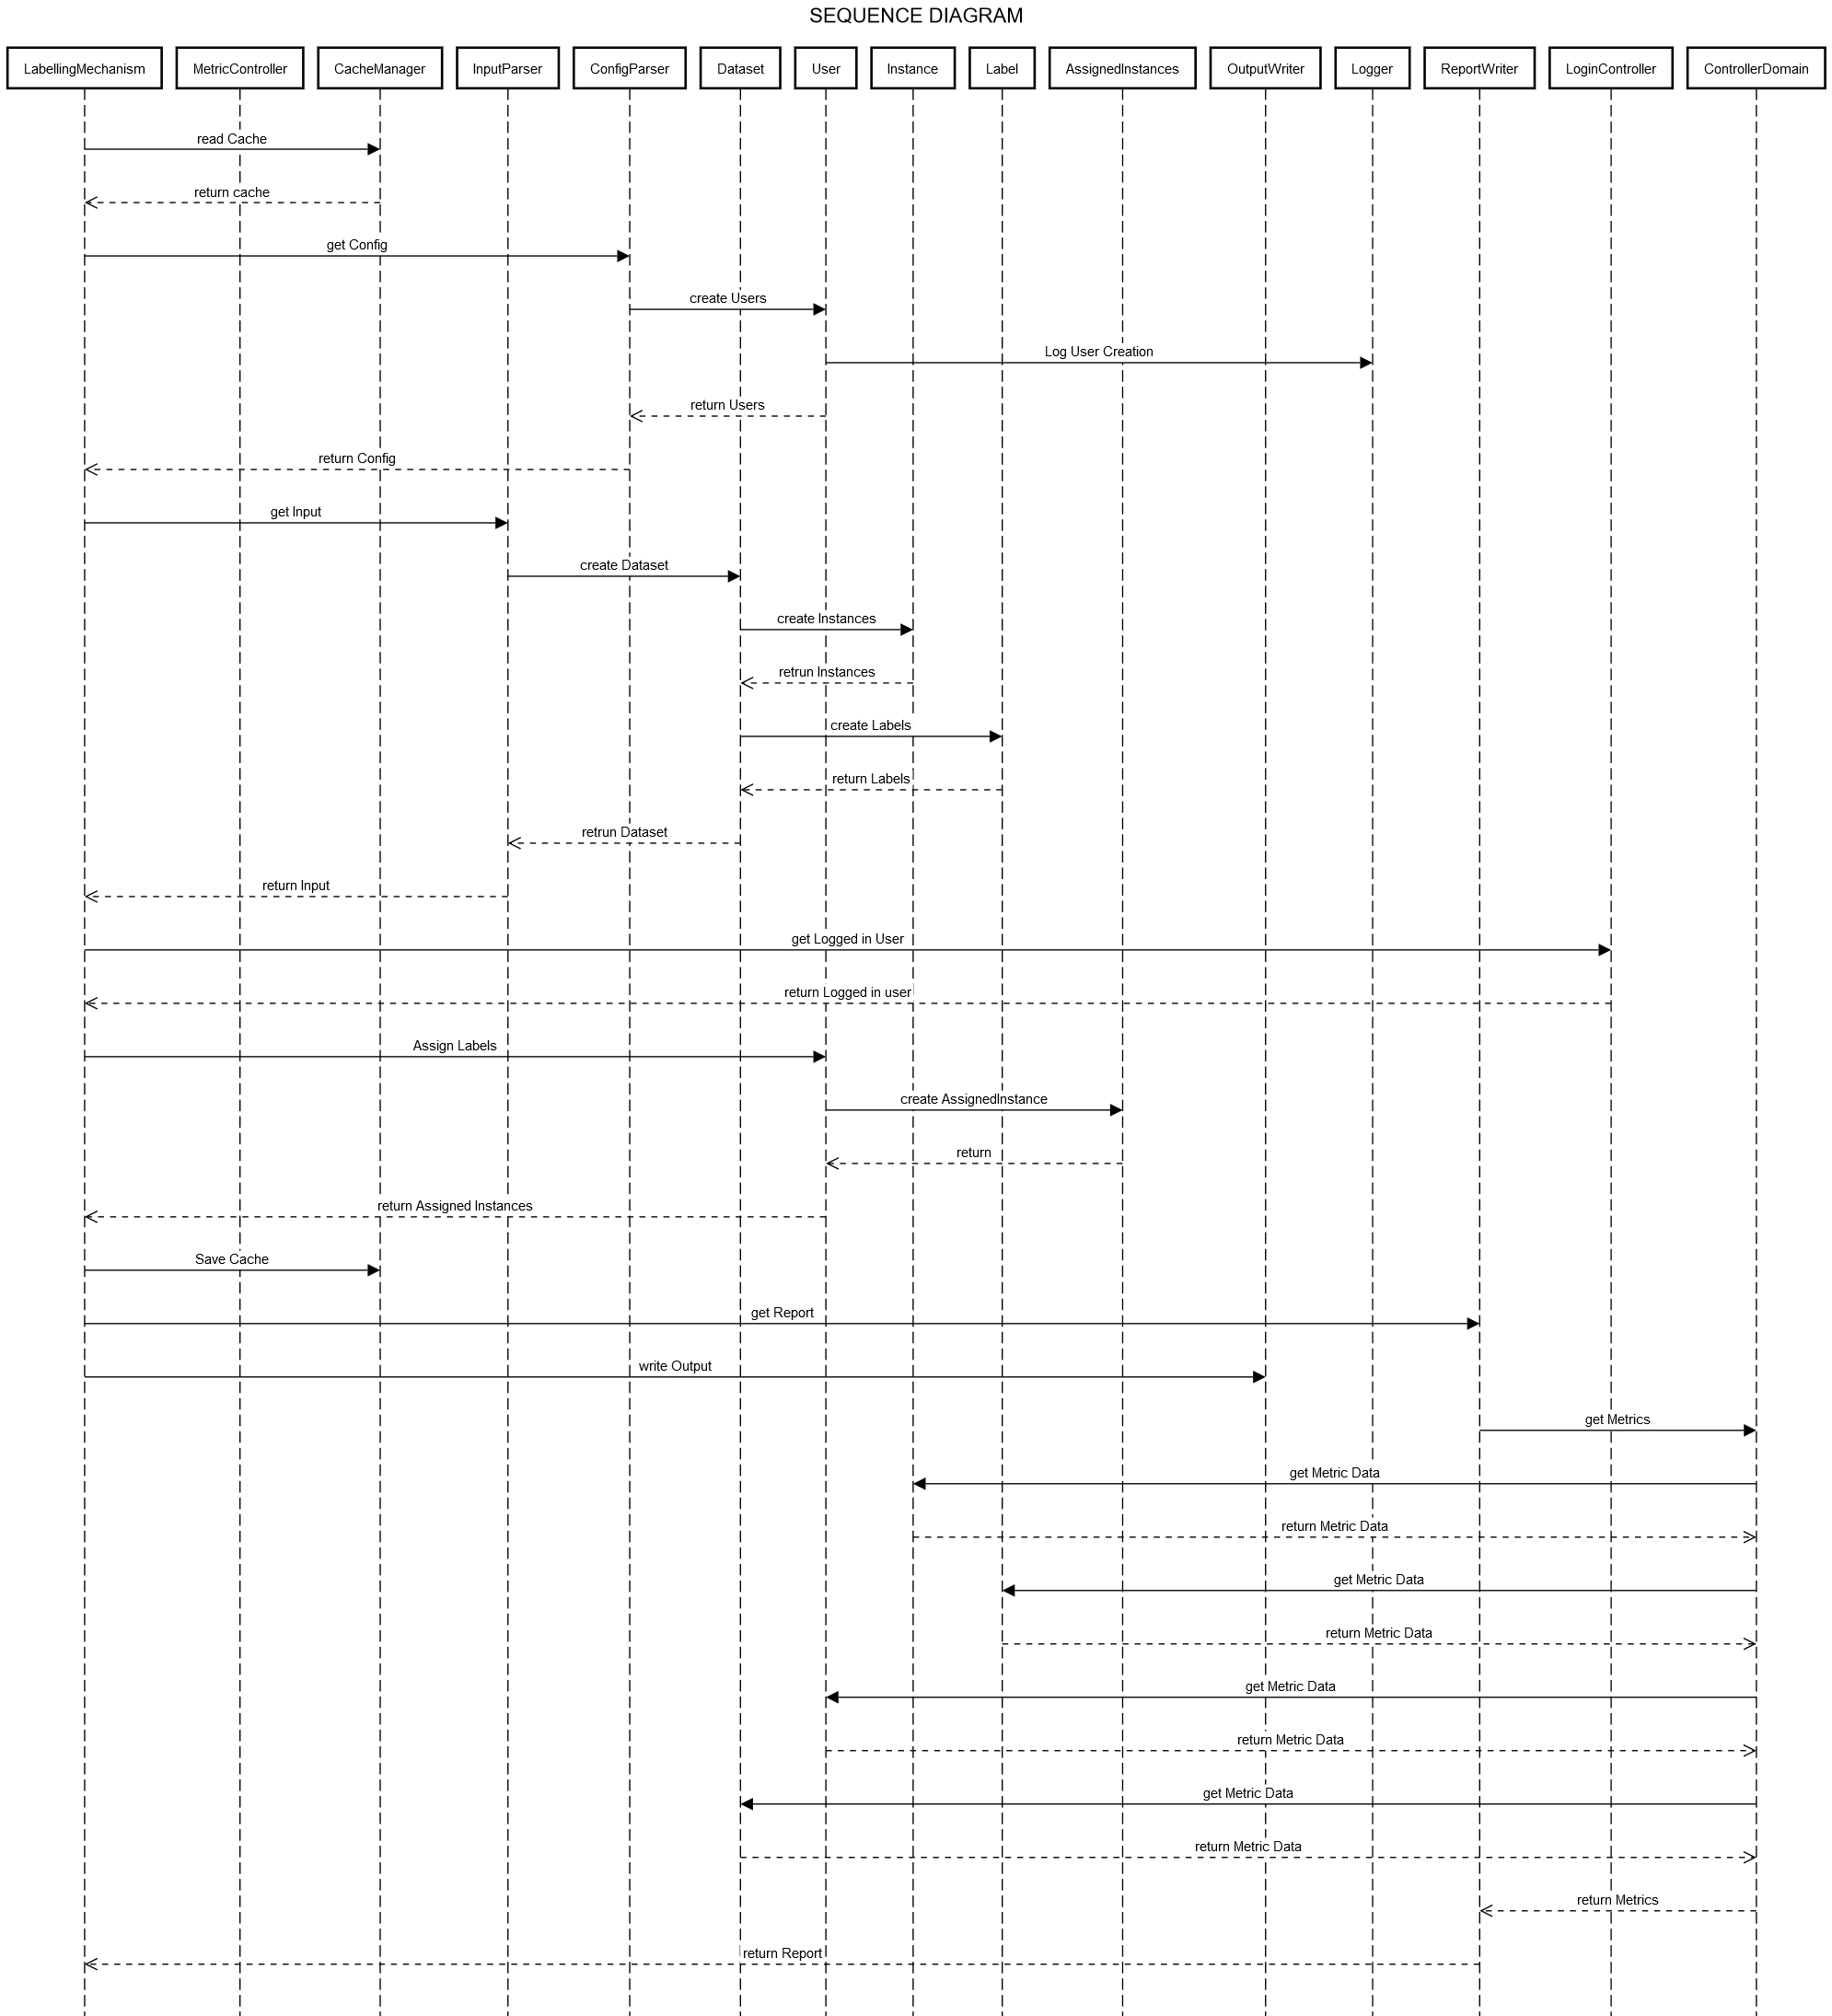 SEQUENCE DIAGRAM
LabellingMechanism MetricController CacheManager InputParser ConfigParser Dataset User Instance Label AssignedInstances OutputWriter Logger ReportWriter LoginController ControllerDomain
read Cache
return cache
get Config
create Users
Log User Creation
return Users
return Config
get Input
create Dataset
create Instances
retrun Instances
create Labels
return Labels
retrun Dataset
return Input
get Logged in User
return Logged in user
Assign Labels
create AssignedInstance
return
return Assigned Instances
Save Cache
get Report
write Output
get Metrics
get Metric Data
return Metric Data
get Metric Data
return Metric Data
get Metric Data
return Metric Data
get Metric Data
return Metric Data
return Metrics
return Report